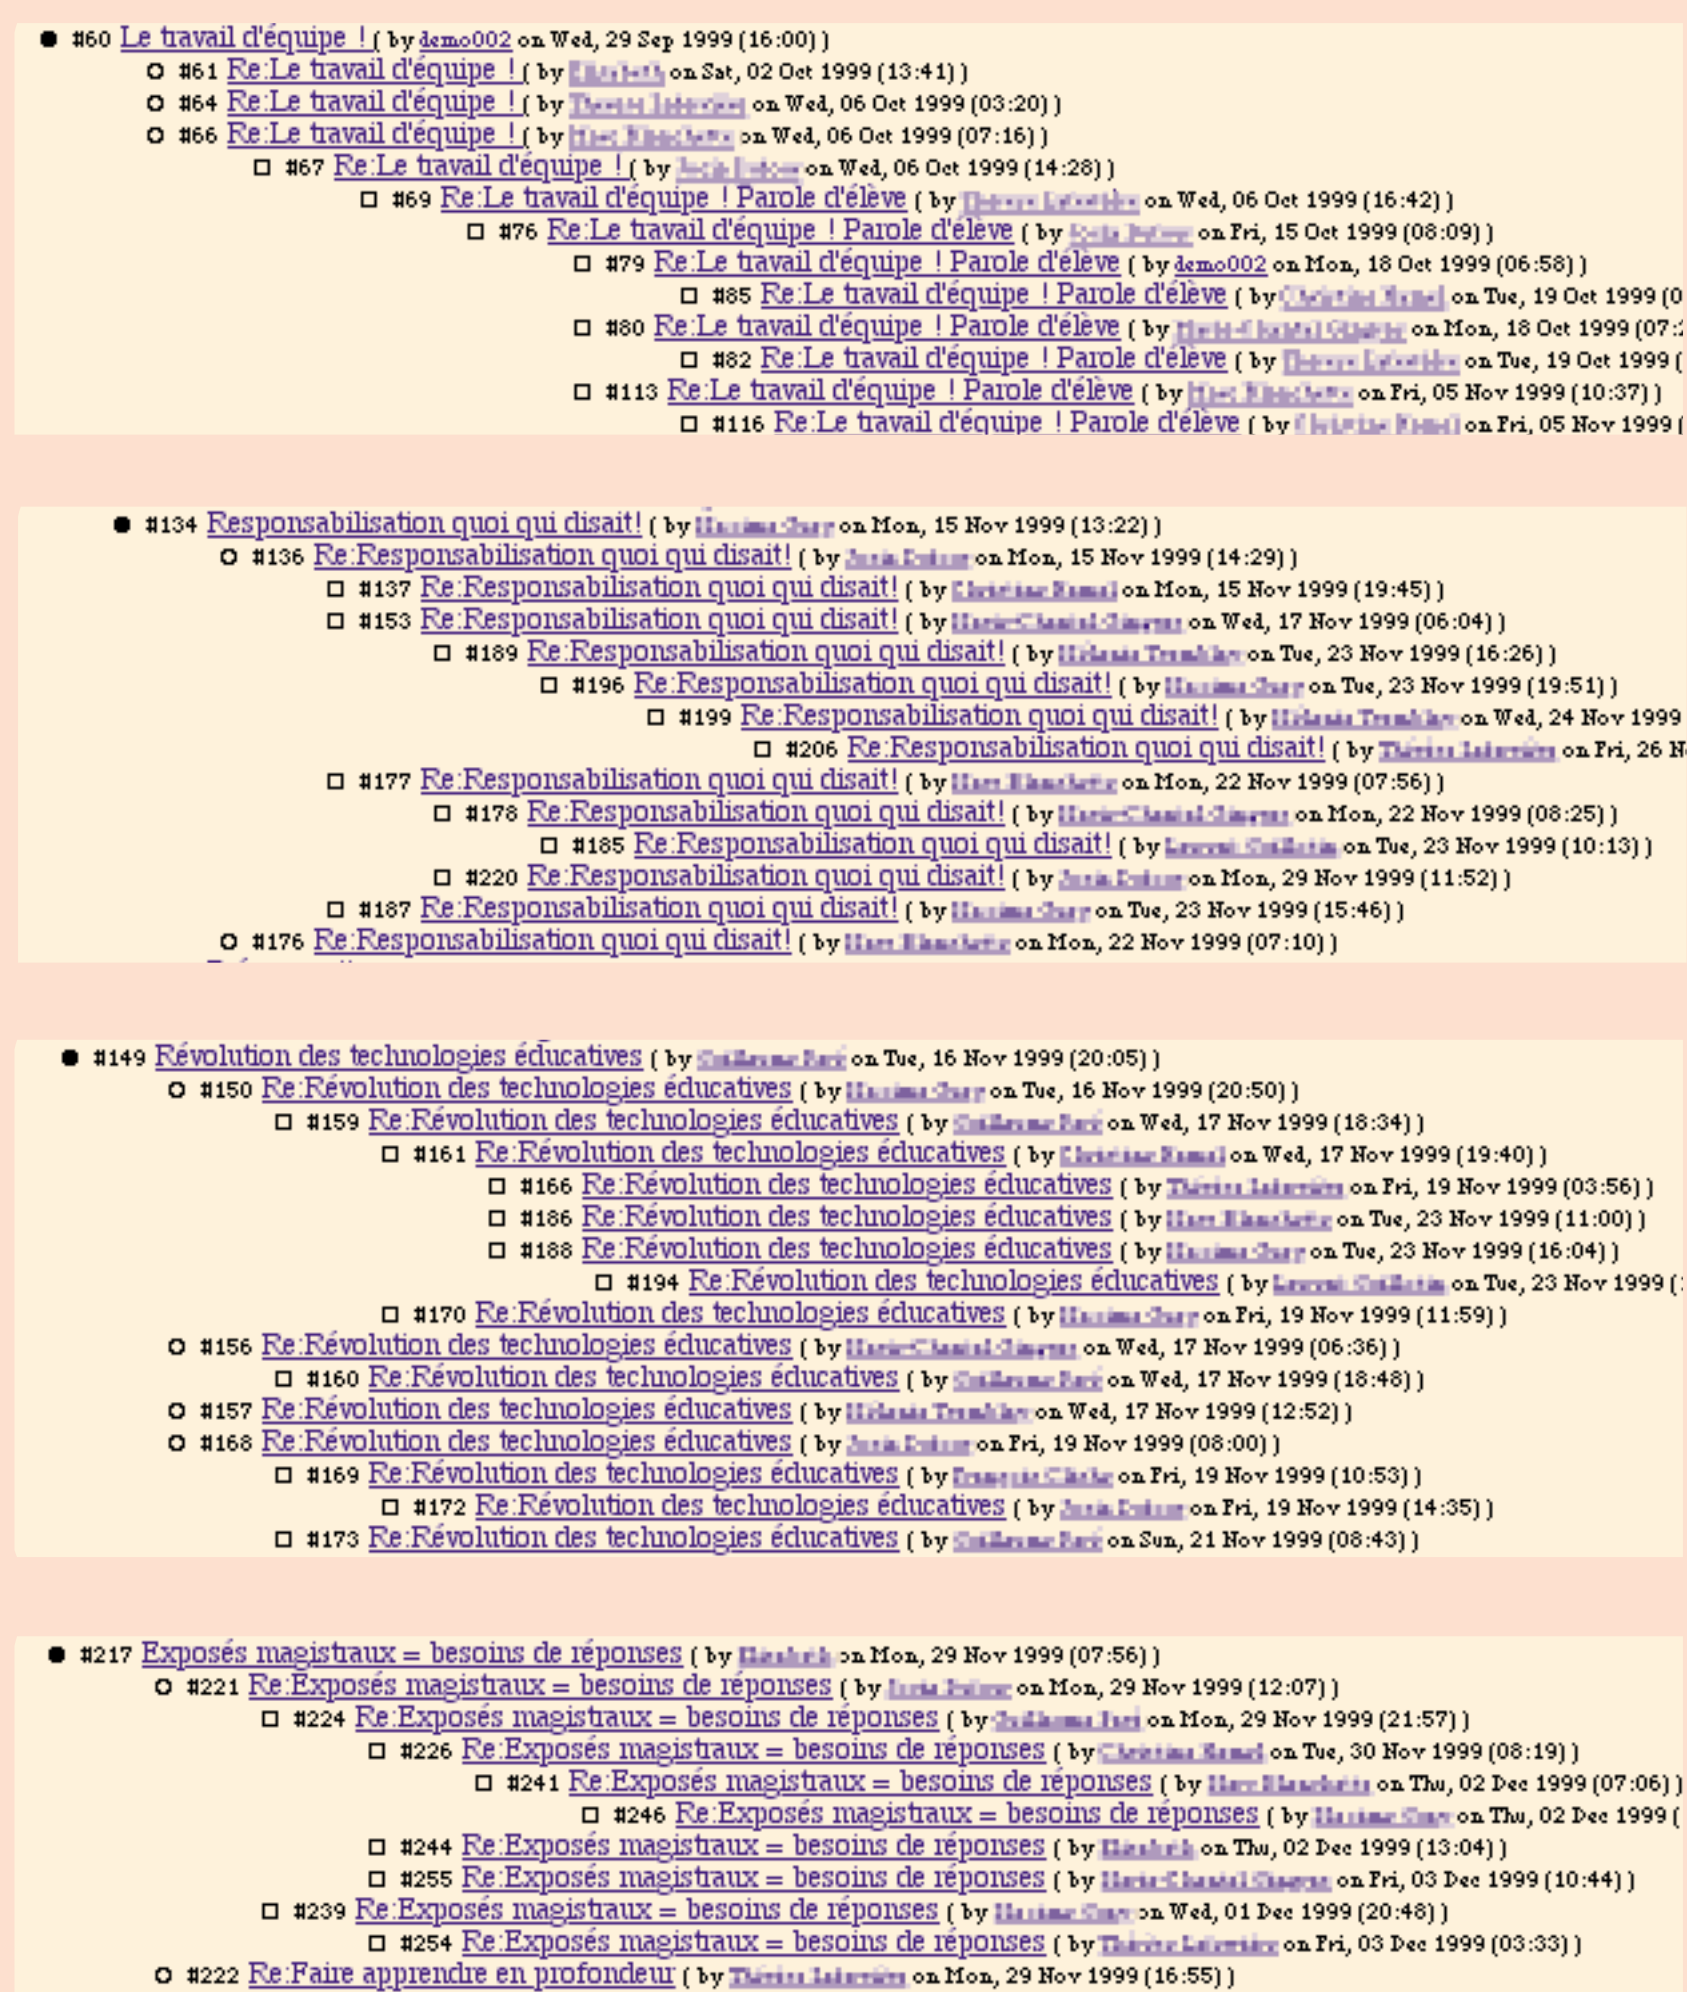 #60 Le travail d'équipe ! ( by demo002 on Wed, 29 Sep 1999 (16:00) )
#61 Re:Le travail d'équipe ! ( by on Sat, 02 Oct 1999 (13:41) )
#64 Re:Le travail d'équipe ! ( by on Wed, 06 Oct 1999 (03:20) )
#66 Re:Le travail d'équipe ! ( by on Wed, 06 Oct 1999 (07:16) )
#67 Re:Le travail d'équipe ! ( by on Wed, 06 Oct 1999 (14:28) )
#69 Re:Le travail d'équipe ! Parole d'élève ( by on Wed, 06 Oct 1999 (16:42) )
#76 Re:Le travail d'équipe ! Parole d'élève ( by on Fri, 15 Oct 1999 (08:09) )
#79 Re:Le travail d'équipe ! Parole d'élève ( by demo002 on Mon, 18 Oct 1999 (06:58) )
#85 Re:Le travail d'équipe ! Parole d'élève ( by on Tue, 19 Oct 1999 (0
#80 Re:Le travail d'équipe ! Parole d'élève ( by on Mon, 18 Oct 1999 (07:
#82 Re:Le travail d'équipe ! Parole d'élève ( by on Tue, 19 Oct 1999 (
#113 Re:Le travail d'équipe ! Parole d'élève ( by on Fri, 05 Nov 1999 (10:37) )
#116 Re:Le travail d'équipe ! Parole d'élève ( by on Fri, 05 Nov 1999 (
#134 Responsabilisation quoi qui disait! ( by on Mon, 15 Nov 1999 (13:22) )
#136 Re:Responsabilisation quoi qui disait! ( by on Mon, 15 Nov 1999 (14:29) )
#137 Re:Responsabilisation quoi qui disait! ( by on Mon, 15 Nov 1999 (19:45) )
#153 Re:Responsabilisation quoi qui disait! ( by on Wed, 17 Nov 1999 (06:04) )
#189 Re:Responsabilisation quoi qui disait! ( by on Tue, 23 Nov 1999 (16:26) )
#196 Re:Responsabilisation quoi qui disait! ( by on Tue, 23 Nov 1999 (19:51) )
#199 Re:Responsabilisation quoi qui disait! ( by on Wed, 24 Nov 1999
#206 Re:Responsabilisation quoi qui disait! ( by on Fri, 26 N
#177 Re:Responsabilisation quoi qui disait! ( by on Mon, 22 Nov 1999 (07:56) )
#178 Re:Responsabilisation quoi qui disait! ( by on Mon, 22 Nov 1999 (08:25) )
#185 Re:Responsabilisation quoi qui disait! ( by on Tue, 23 Nov 1999 (10:13) )
#220 Re:Responsabilisation quoi qui disait! ( by on Mon, 29 Nov 1999 (11:52) )
#187 Re:Responsabilisation quoi qui disait! ( by on Tue, 23 Nov 1999 (15:46) )
#176 Re:Responsabilisation quoi qui disait! ( by on Mon, 22 Nov 1999 (07:10) )
#149 Révolution des technologies éducatives ( by on Tue, 16 Nov 1999 (20:05) )
#150 Re:Révolution des technologies éducatives ( by on Tue, 16 Nov 1999 (20:50) )
#159 Re:Révolution des technologies éducatives ( by on Wed, 17 Nov 1999 (18:34) )
#161 Re:Révolution des technologies éducatives ( by on Wed, 17 Nov 1999 (19:40) )
#166 Re:Révolution des technologies éducatives ( by on Fri, 19 Nov 1999 (03:56) )
#186 Re:Révolution des technologies éducatives ( by on Tue, 23 Nov 1999 (11:00) )
#188 Re:Révolution des technologies éducatives ( by on Tue, 23 Nov 1999 (16:04) )
#194 Re:Révolution des technologies éducatives ( by on Tue, 23 Nov 1999 (
#170 Re:Révolution des technologies éducatives ( by on Fri, 19 Nov 1999 (11:59) )
#156 Re:Révolution des technologies éducatives ( by on Wed, 17 Nov 1999 (06:36) )
#160 Re:Révolution des technologies éducatives ( by on Wed, 17 Nov 1999 (18:48) )
#157 Re:Révolution des technologies éducatives ( by on Wed, 17 Nov 1999 (12:52) )
#168 Re:Révolution des technologies éducatives ( by on Fri, 19 Nov 1999 (08:00) )
#169 Re:Révolution des technologies éducatives ( by on Fri, 19 Nov 1999 (10:53) )
#172 Re:Révolution des technologies éducatives ( by on Fri, 19 Nov 1999 (14:35) )
#173 Re:Révolution des technologies éducatives ( by on Sun, 21 Nov 1999 (08:43) )
#217 Exposés magistraux = besoins de réponses ( by on Mon, 29 Nov 1999 (07:56) )
#221 Re:Exposés magistraux = besoins de réponses ( by on Mon, 29 Nov 1999 (12:07) )
#224 Re:Exposés magistraux = besoins de réponses ( by on Mon, 29 Nov 1999 (21:57) )
#226 Re:Exposés magistraux = besoins de réponses ( by on Tue, 30 Nov 1999 (08:19) )
#241 Re:Exposés magistraux = besoins de réponses ( by on Thu, 02 Dec 1999 (07:06) )
#246 Re:Exposés magistraux = besoins de réponses ( by on Thu, 02 Dec 1999 (
#244 Re:Exposés magistraux = besoins de réponses ( by on Thu, 02 Dec 1999 (13:04) )
#255 Re:Exposés magistraux = besoins de réponses ( by on Fri, 03 Dec 1999 (10:44) )
#239 Re:Exposés magistraux = besoins de réponses ( by on Wed, 01 Dec 1999 (20:48) )
#254 Re:Exposés magistraux = besoins de réponses ( by on Fri, 03 Dec 1999 (03:33) )
#222 Re:Faire apprendre en profondeur ( by on Mon, 29 Nov 1999 (16:55) )